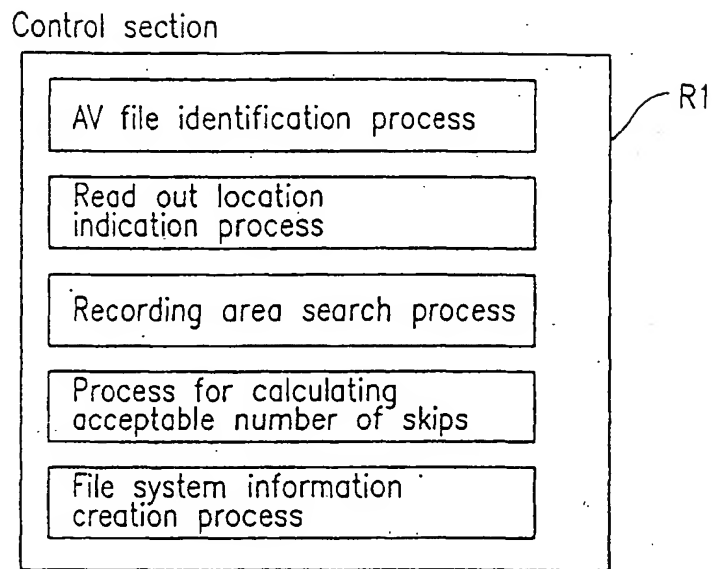 Control section
R1
AV file identification process
Read out location
indication process
Recording area search process
Process for calculating
acceptable number of skips
File system information
creation process